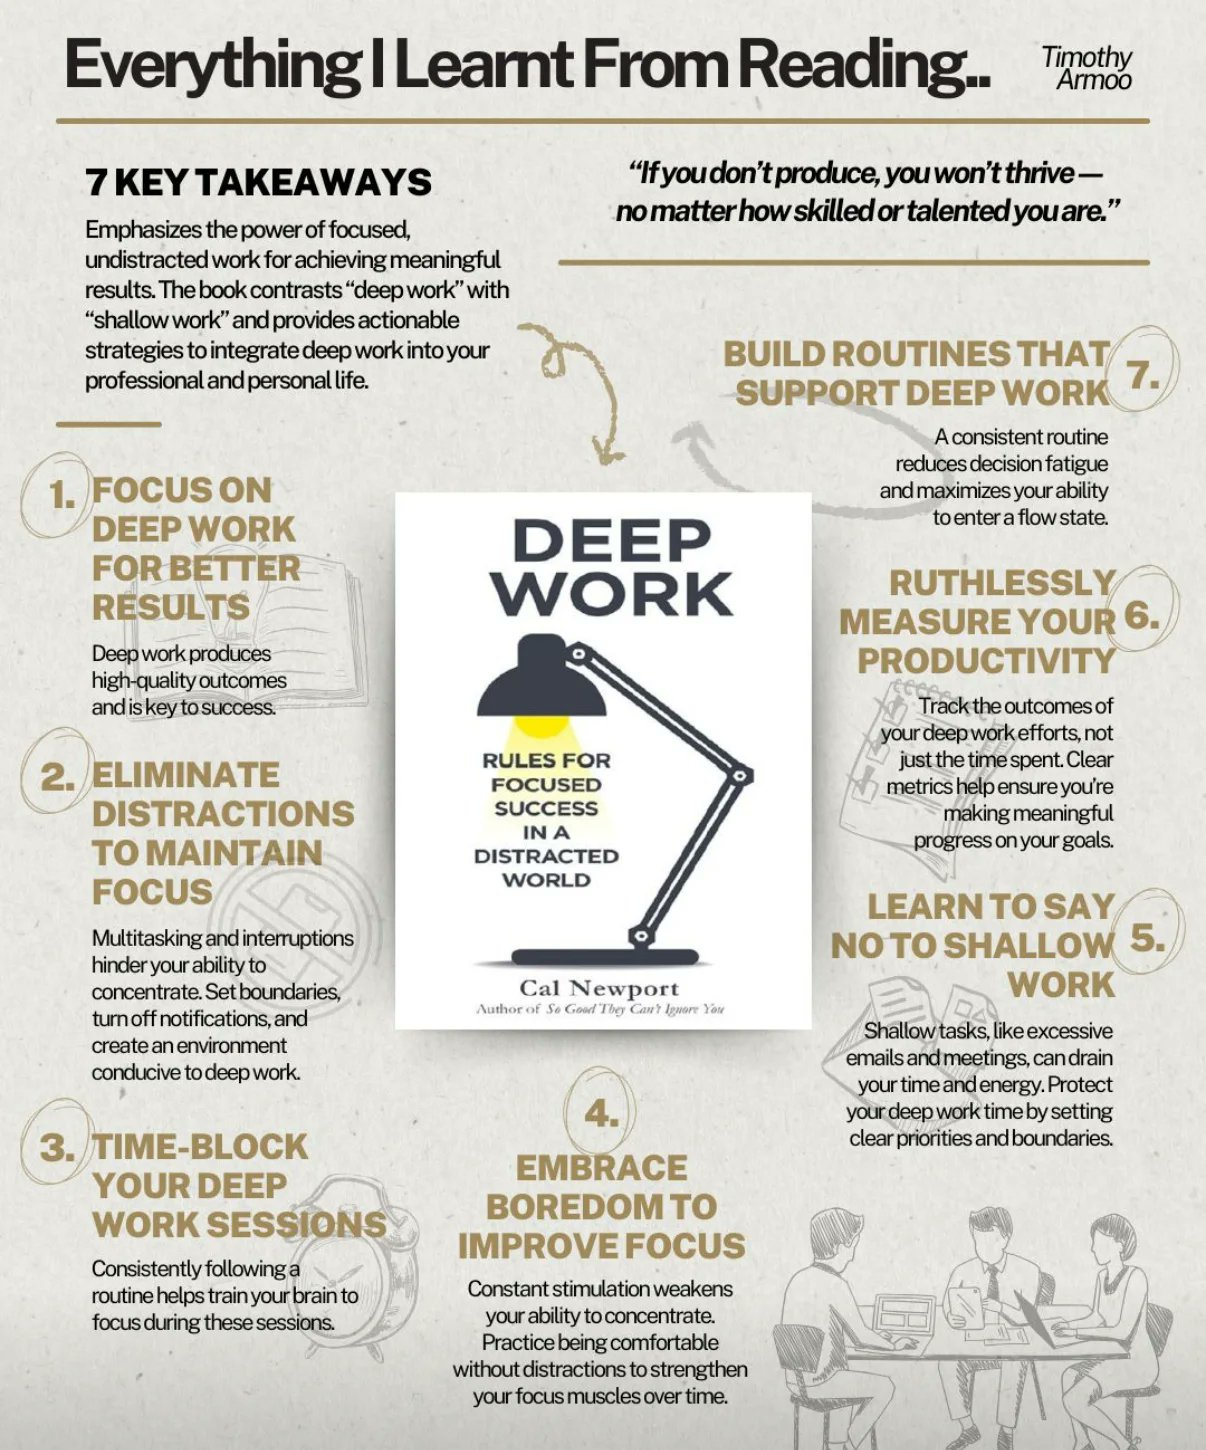 Everything I Learnt From Reading..
Timothy
Armoo
7 KEY TAKEAWAYS
Emphasizes the power of focused,
undistracted work for achieving meaningful
results. The book contrasts “deep work” with
“shallow work” and provides actionable
strategies to integrate deep work into your
professional and personal life.
“If you don’t produce, you won’t thrive —
no matter how skilled or talented you are.”
1.
FOCUS ON
DEEP WORK
FOR BETTER
RESULTS
Deep work produces
high-quality outcomes
and is key to success.
2.
ELIMINATE
DISTRACTIONS
TO MAINTAIN
FOCUS
Multitasking and interruptions
hinder your ability to
concentrate. Set boundaries,
turn off notifications, and
create an environment
conducive to deep work.
3.
TIME-BLOCK
YOUR DEEP
WORK SESSIONS
Consistently following a
routine helps train your brain to
focus during these sessions.
DEEP
WORK
RULES FOR
FOCUSED
SUCCESS
IN A
DISTRACTED
WORLD
Cal Newport
Author of So Good They Can't Ignore You
4.
EMBRACE
BOREDOM TO
IMPROVE FOCUS
Constant stimulation weakens
your ability to concentrate.
Practice being comfortable
without distractions to strengthen
your focus muscles over time.
LEARN TO SAY
NO TO SHALLOW
WORK
5.
Shallow tasks, like excessive
emails and meetings, can drain
your time and energy. Protect
your deep work time by setting
clear priorities and boundaries.
RUTHLESSLY
MEASURE YOUR
PRODUCTIVITY
6.
Track the outcomes of
your deep work efforts, not
just the time spent. Clear
metrics help ensure you’re
making meaningful
progress on your goals.
BUILD ROUTINES THAT
SUPPORT DEEP WORK
7.
A consistent routine
reduces decision fatigue
and maximizes your ability
to enter a flow state.